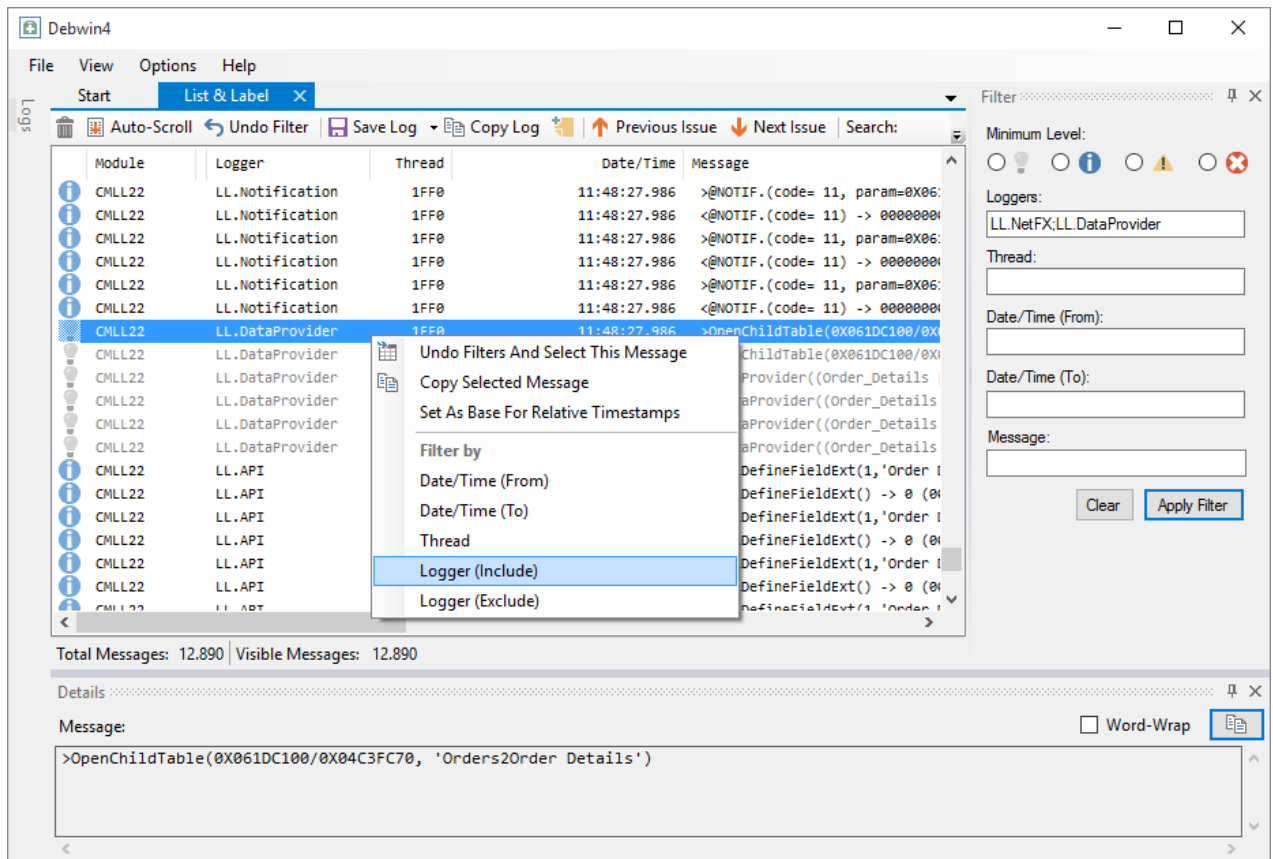 Debwin4
File View Options Help
Logs
Start List & Label
Auto-Scroll Undo Filter Save Log Copy Log Previous Issue Next Issue Search:
Module Logger Thread Date/Time Message
CMLL22 LL.Notification 1FF0 11:48:27.986 >@NOTIF.(code= 11, param=0X06
CMLL22 LL.Notification 1FF0 11:48:27.986 <@NOTIF.(code= 11) -> 0000000
CMLL22 LL.Notification 1FF0 11:48:27.986 >@NOTIF.(code= 11, param=0X06
CMLL22 LL.Notification 1FF0 11:48:27.986 <@NOTIF.(code= 11) -> 0000000
CMLL22 LL.Notification 1FF0 11:48:27.986 >@NOTIF.(code= 11, param=0X06
CMLL22 LL.Notification 1FF0 11:48:27.986 <@NOTIF.(code= 11) -> 0000000
CMLL22 LL.DataProvider 1FF0 11:48:27.986 >OpenChildTable(0X061DC100/0X
CMLL22 LL.DataProvider ChildTable(0X061DC100/0X
CMLL22 LL.DataProvider Provider((Order_Details
CMLL22 LL.DataProvider aProvider((Order_Details
CMLL22 LL.DataProvider aProvider((Order_Details
CMLL22 LL.DataProvider aProvider((Order_Details
CMLL22 LL.API DefineFieldExt(1,'Order
CMLL22 LL.API DefineFieldExt() -> 0 (0
CMLL22 LL.API DefineFieldExt(1,'Order
CMLL22 LL.API DefineFieldExt() -> 0 (0
CMLL22 LL.API DefineFieldExt(1,'Order
CMLL22 LL.API DefineFieldExt() -> 0 (0
CMLL22 LL.API DefineFieldExt(1,'Order
Undo Filters And Select This Message
Copy Selected Message
Set As Base For Relative Timestamps
Filter by
Date/Time (From)
Date/Time (To)
Thread
Logger (Include)
Logger (Exclude)
Total Messages: 12.890 Visible Messages: 12.890
Filter
Minimum Level:
Loggers:
LL.NetFX;LL.DataProvider
Thread:
Date/Time (From):
Date/Time (To):
Message:
Clear Apply Filter
Details
Message:
Word-Wrap
>OpenChildTable(0X061DC100/0X04C3FC70, 'Orders2Order Details')